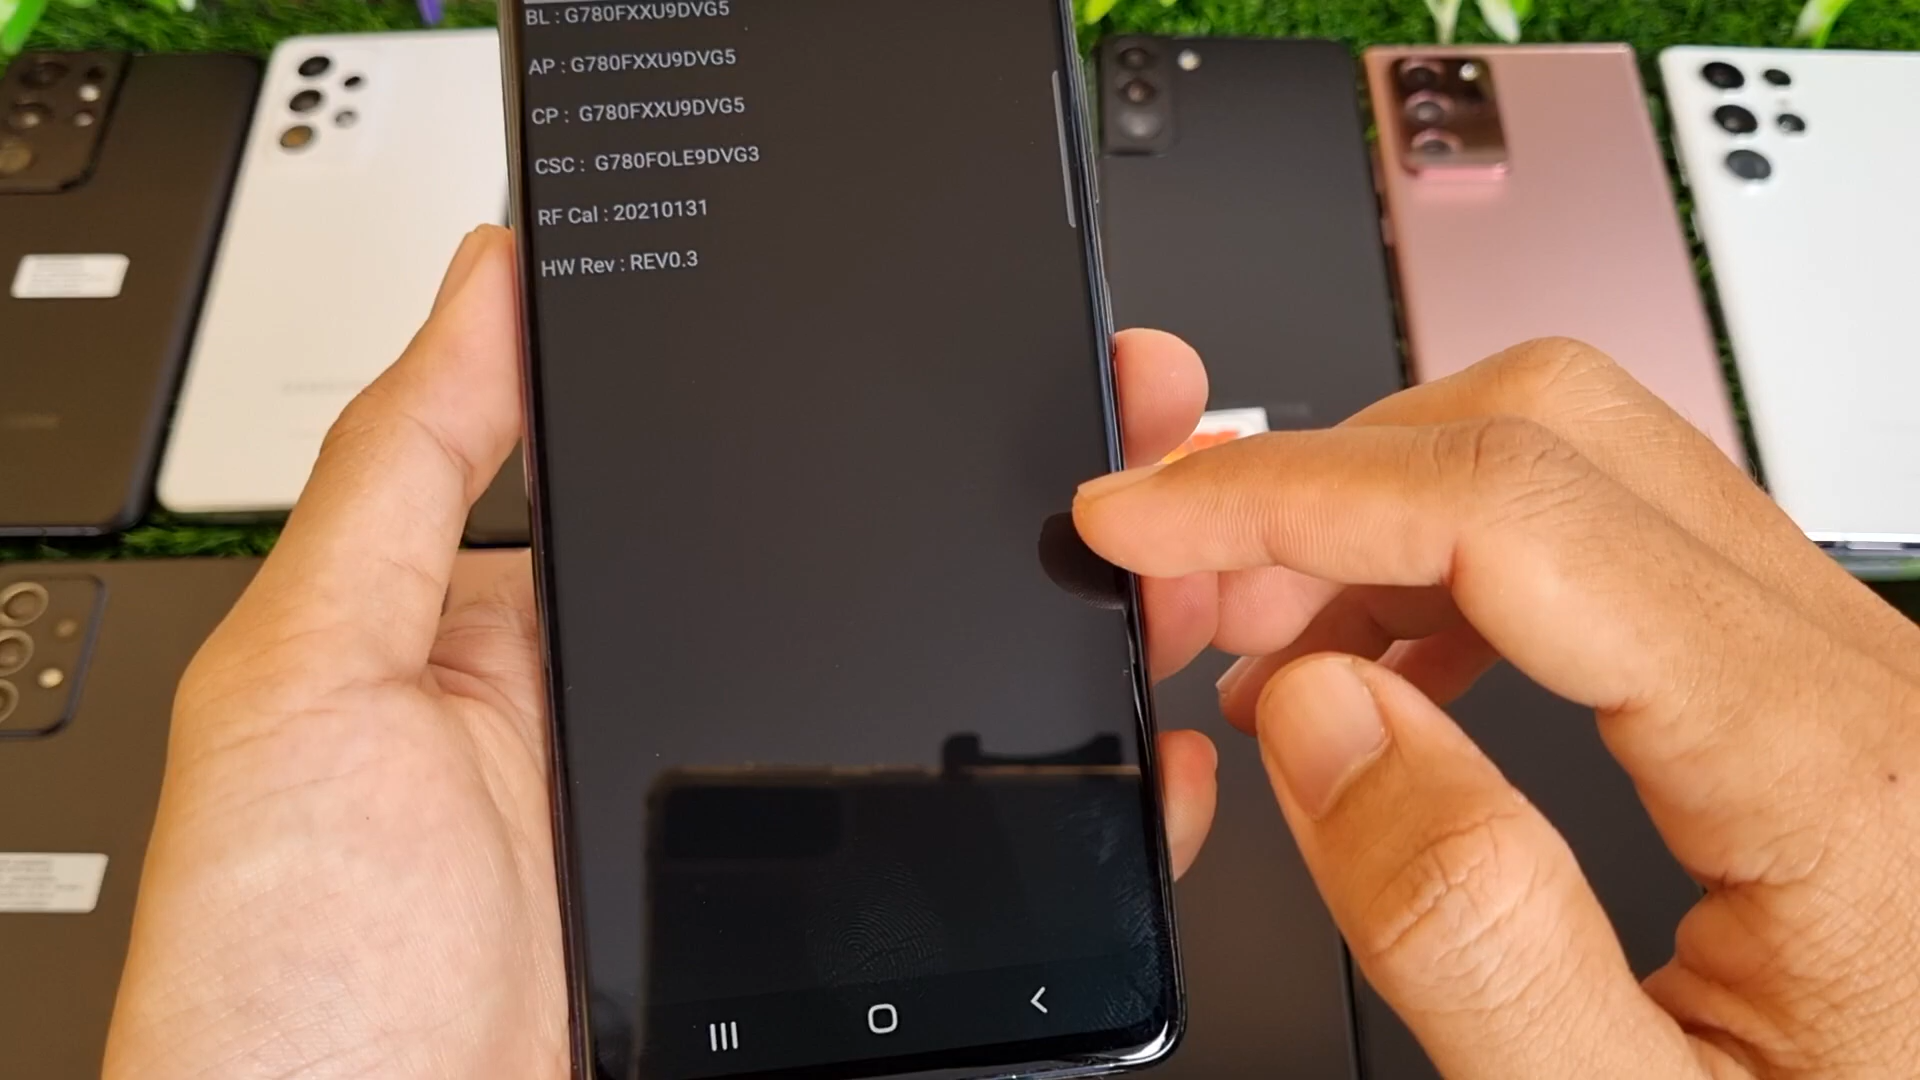 BL : G780FXXU9DVG5
AP : G780FXXU9DVG5
CP : G780FXXU9DVG5
CSC : G780FOLE9DVG3
RF Cal : 20210131
HW Rev : REV0.3